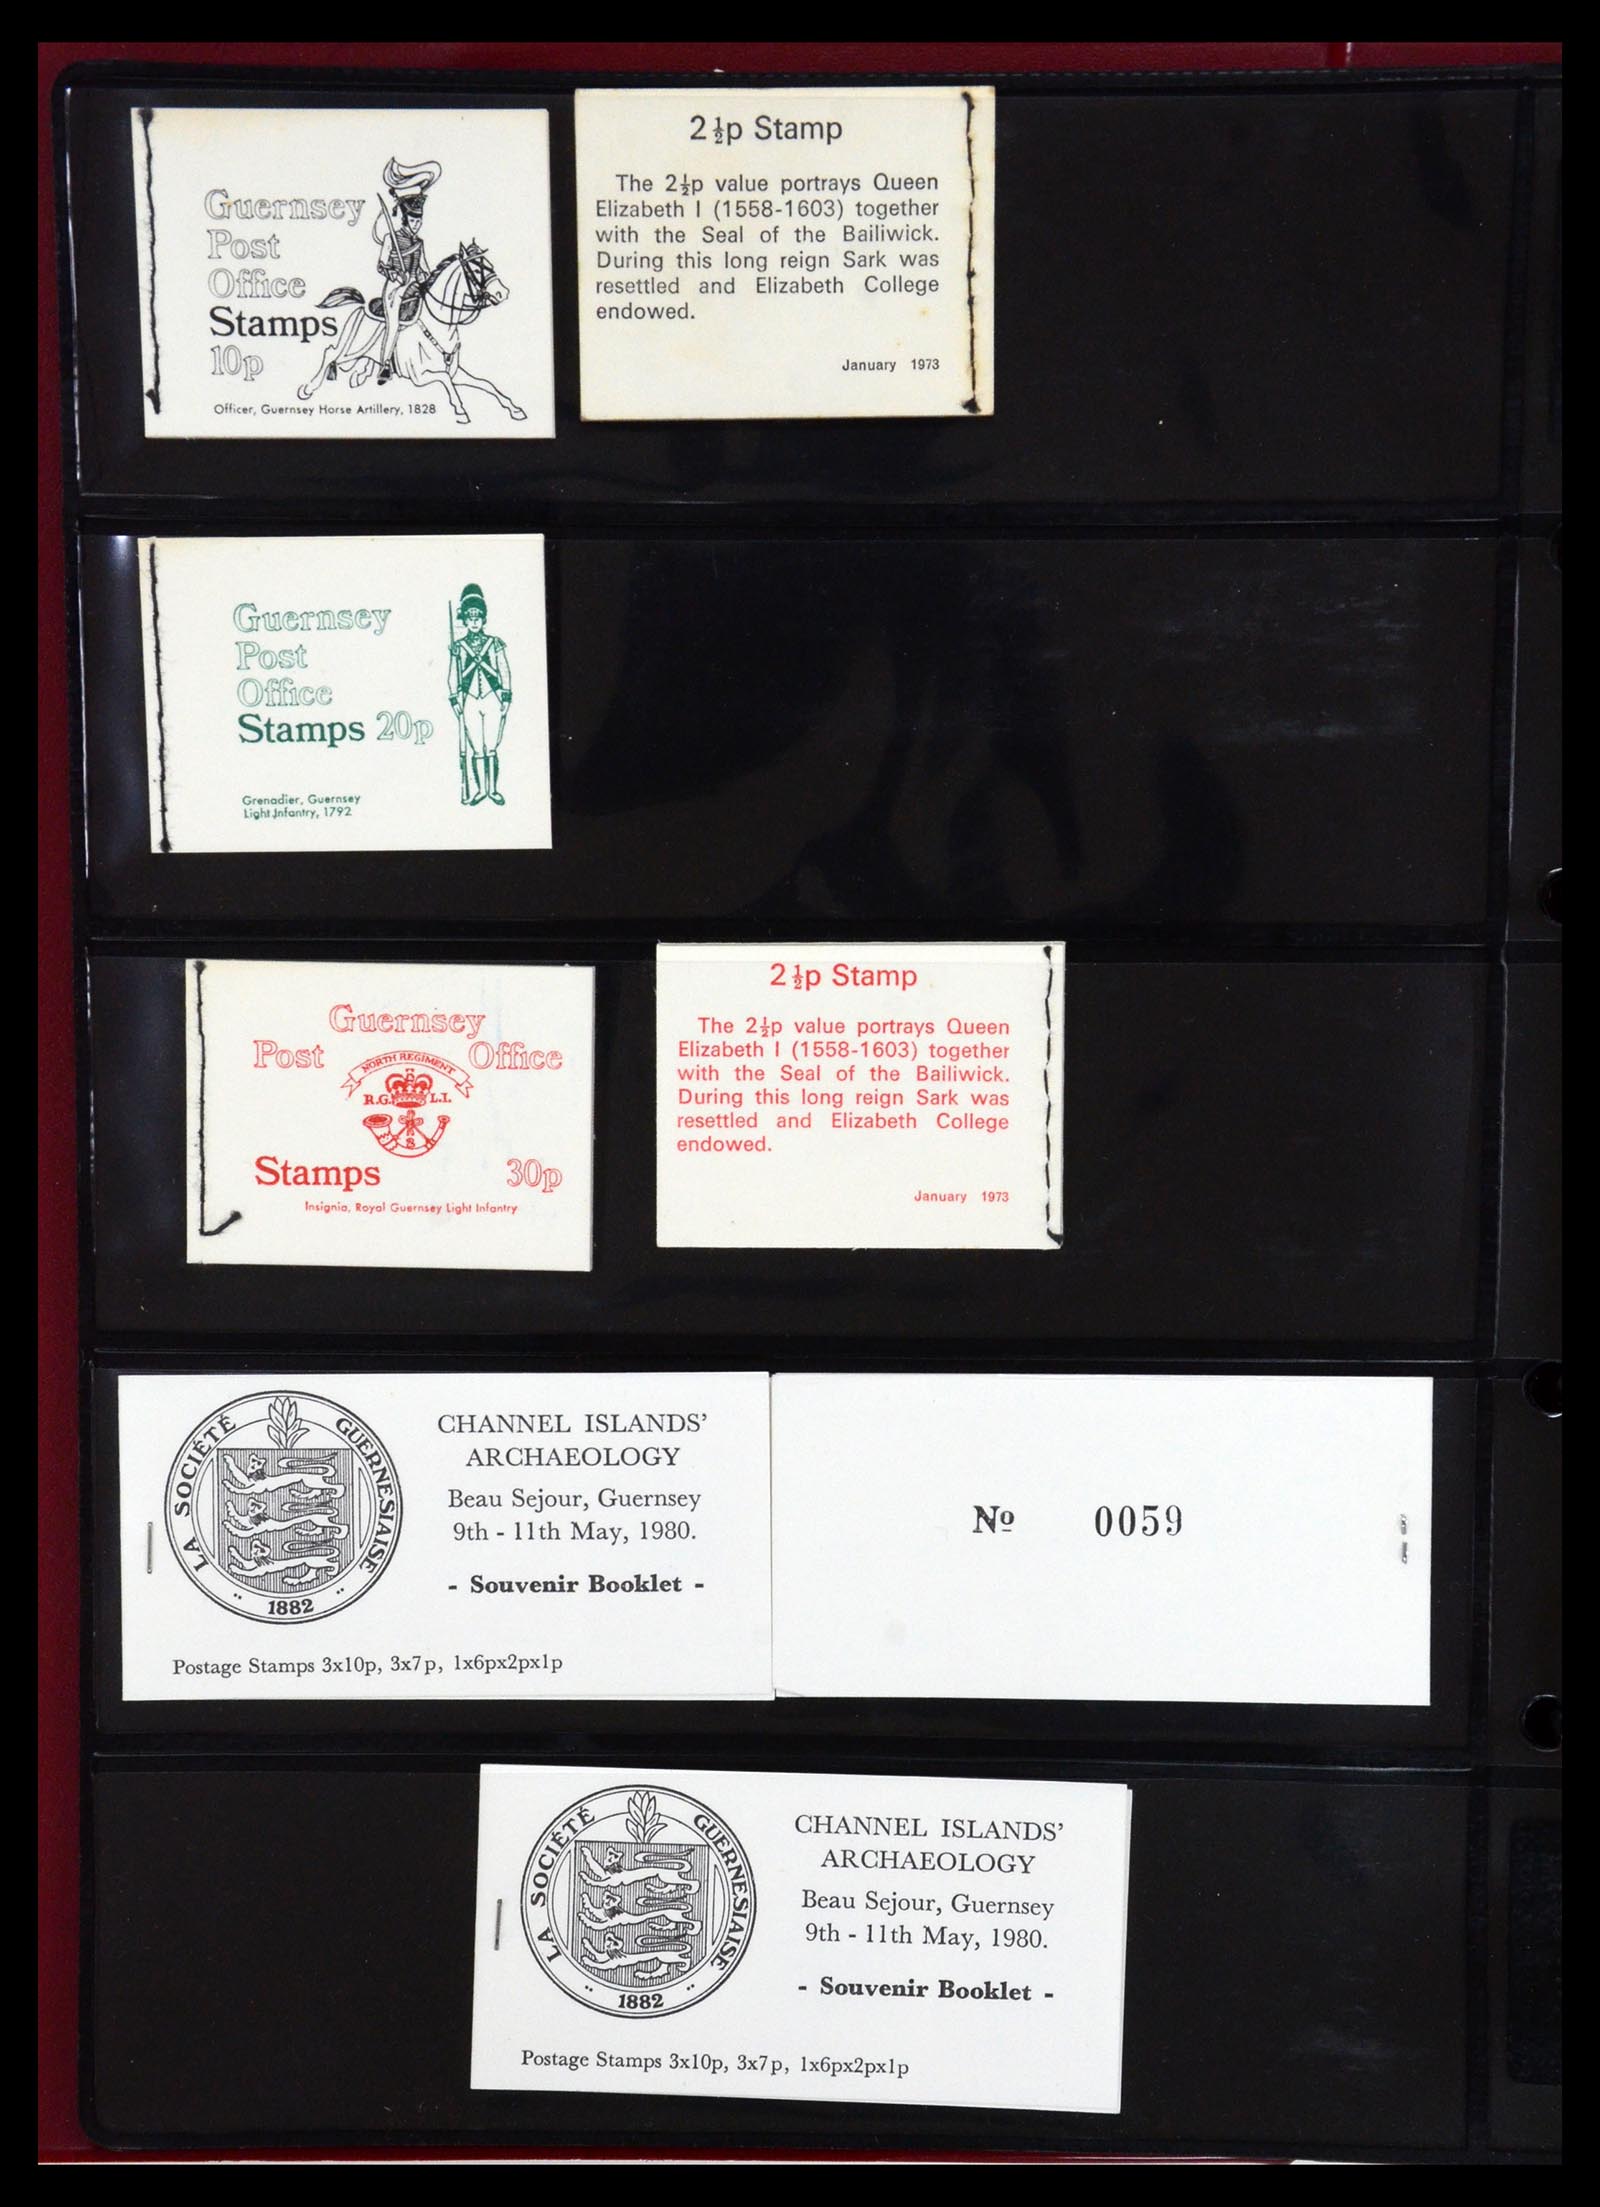 Guernsey
Post
Office
Stamps
10p
Officer, Guernsey Horse Artillery, 1828
2½p Stamp
The 2½p value portrays Queen
Elizabeth I (1558-1603) together
with the Seal of the Bailiwick.
During this long reign Sark was
resettled and Elizabeth College
endowed.
January 1973
Guernsey
Post
Office
Stamps 20p
Grenadier, Guernsey
Light Infantry, 1792
Guernsey
Post Office
NORTH REGIMENT
R.G. L.I.
Stamps 30p
Insignia, Royal Guernsey Light Infantry
2½p Stamp
The 2½p value portrays Queen
Elizabeth I (1558-1603) together
with the Seal of the Bailiwick.
During this long reign Sark was
resettled and Elizabeth College
endowed.
January 1973
LA SOCIÉTÉ GUERNESIAISE
1882
CHANNEL ISLANDS'
ARCHAEOLOGY
Beau Sejour, Guernsey
9th - 11th May, 1980.
- Souvenir Booklet -
Postage Stamps 3x10p, 3x7p, 1x6px2px1p
Nº 0059
LA SOCIÉTÉ GUERNESIAISE
1882
CHANNEL ISLANDS'
ARCHAEOLOGY
Beau Sejour, Guernsey
9th - 11th May, 1980.
- Souvenir Booklet -
Postage Stamps 3x10p, 3x7p, 1x6px2px1p